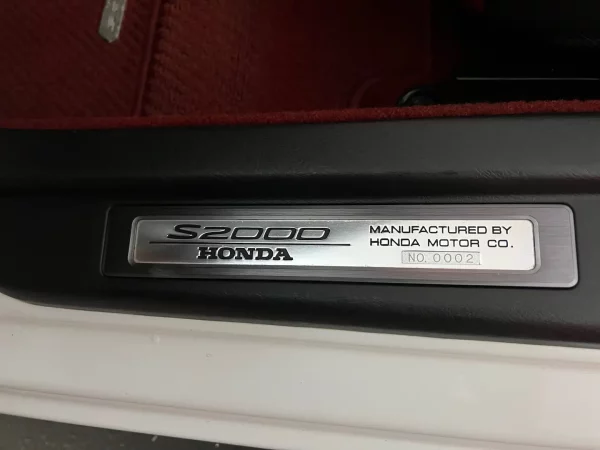 S2000
HONDA
MANUFACTURED BY
HONDA MOTOR CO.
NO. 0002